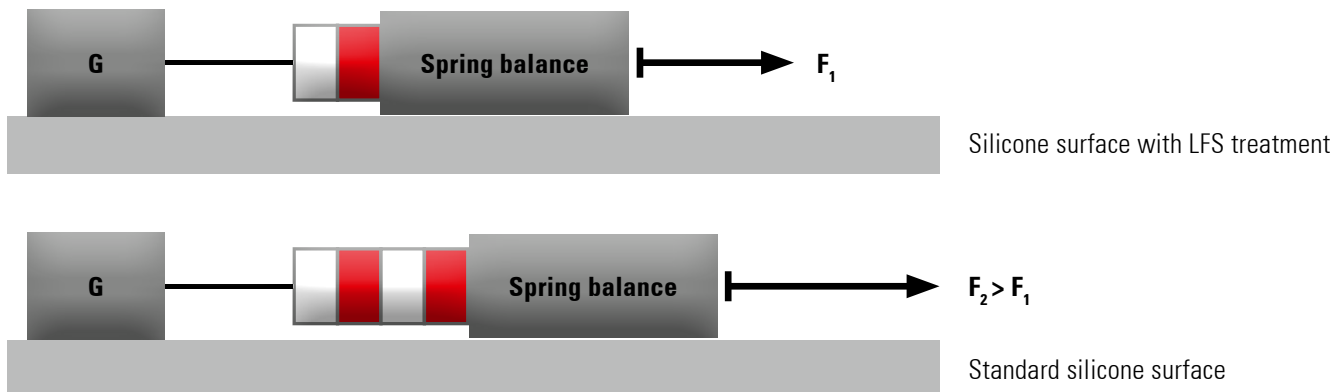 G
Spring balance
F₁
Silicone surface with LFS treatment
G
Spring balance
F₂ > F₁
Standard silicone surface